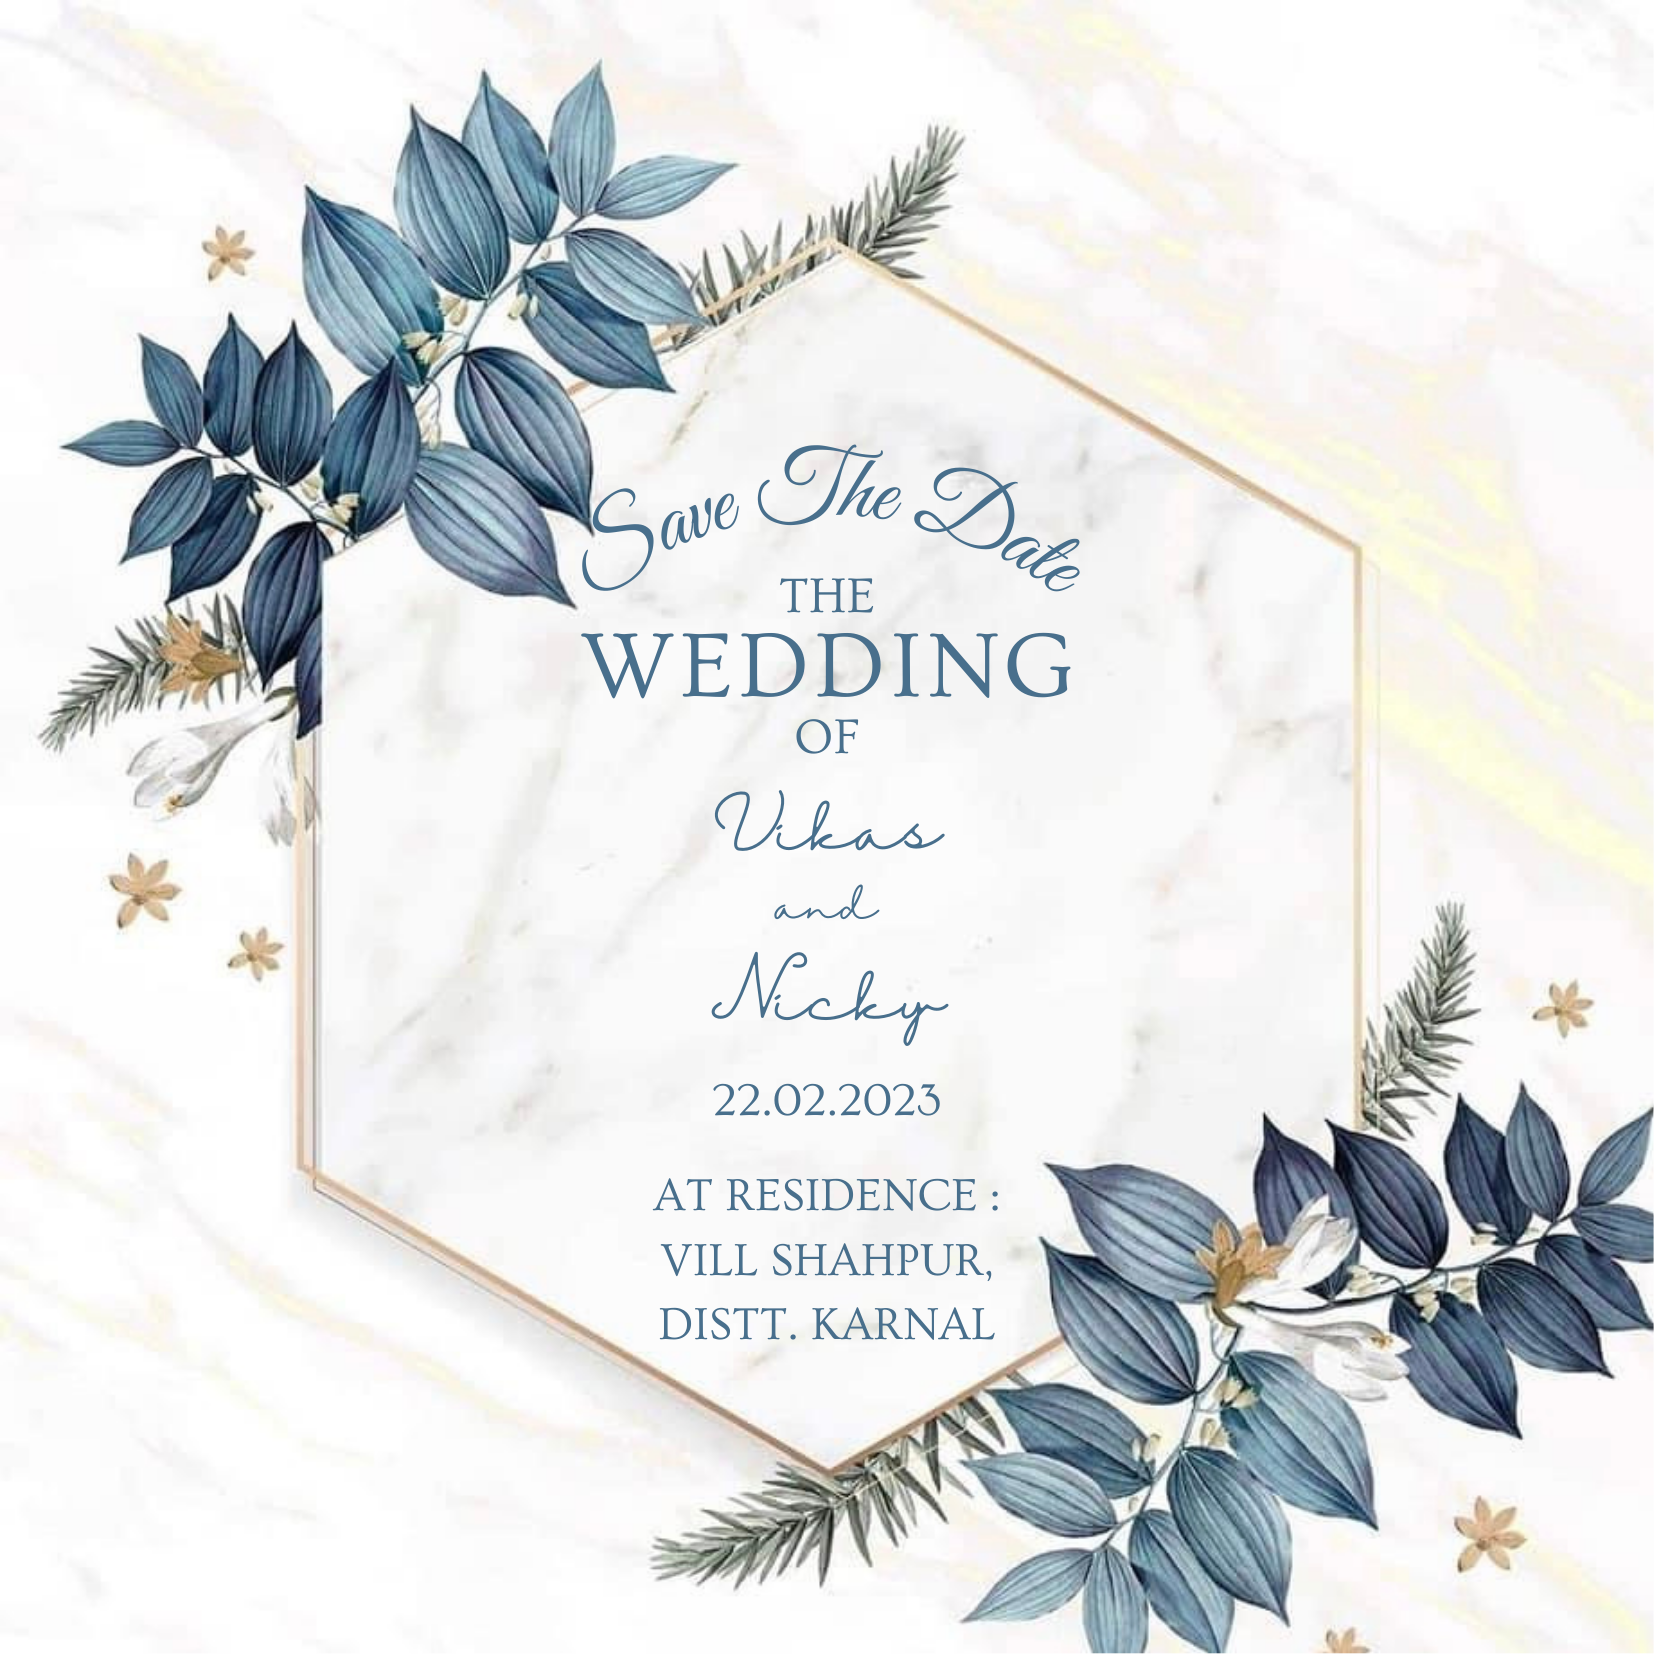 Save The Date
THE
WEDDING
OF
Vikas
and
Nicky
22.02.2023
AT RESIDENCE :
VILL SHAHPUR,
DISTT. KARNAL